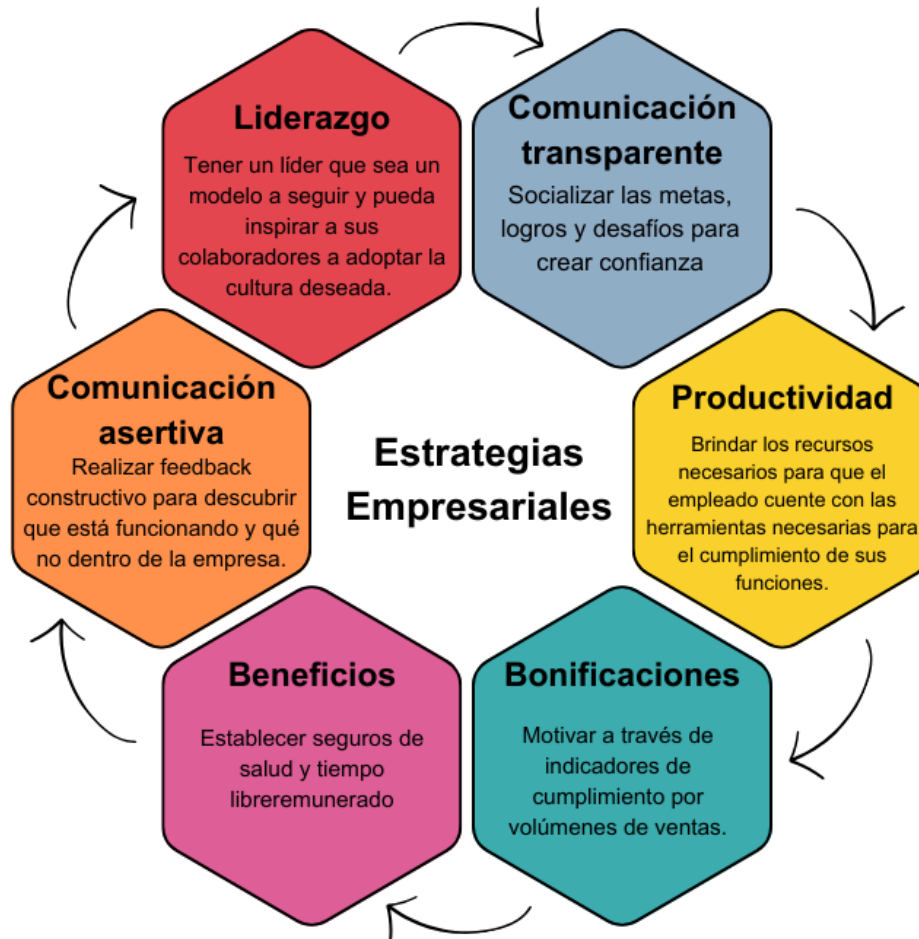 Liderazgo
Tener un líder que sea un
modelo a seguir y pueda
inspirar a sus
colaboradores a adoptar la
cultura deseada.
Comunicación
transparente
Socializar las metas,
logros y desafíos para
crear confianza
Productividad
Brindar los recursos
necesarios para que el
empleado cuente con las
herramientas necesarias para
el cumplimiento de sus
funciones.
Bonificaciones
Motivar a través de
indicadores de
cumplimiento por
volúmenes de ventas.
Beneficios
Establecer seguros de
salud y tiempo
libreremunerado
Comunicación
asertiva
Realizar feedback
constructivo para descubrir
que está funcionando y qué
no dentro de la empresa.
Estrategias
Empresariales